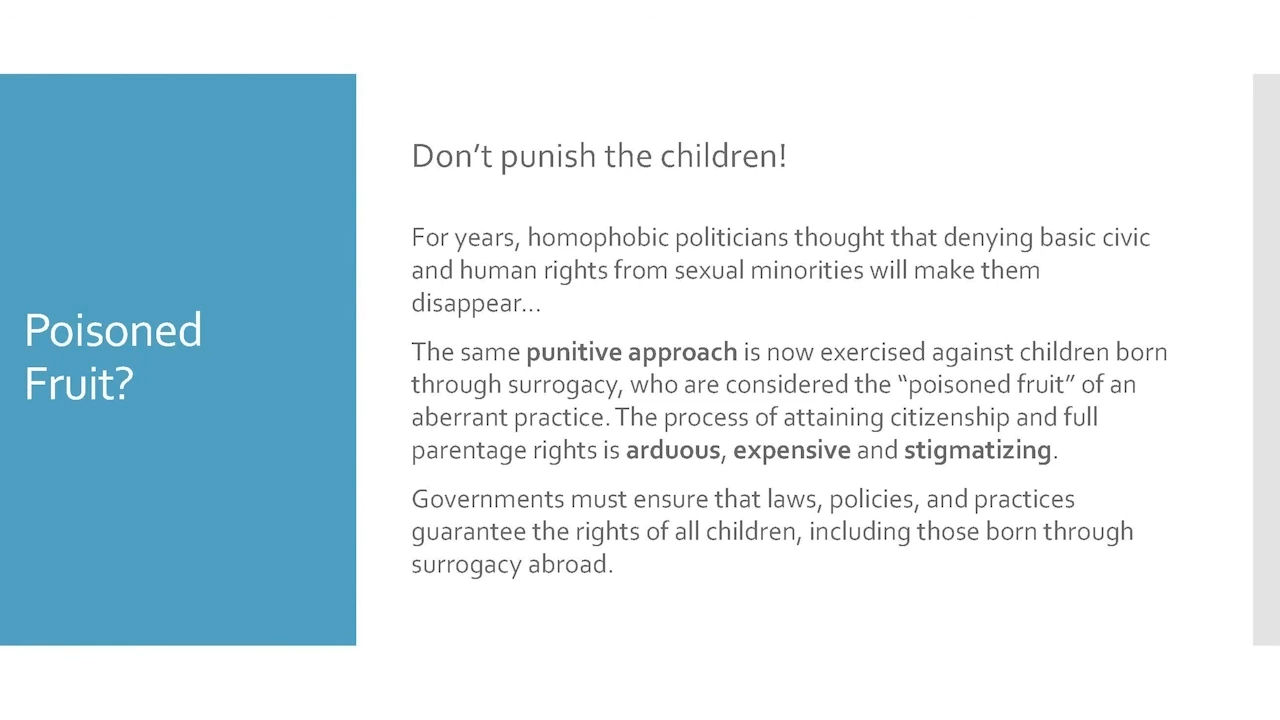 Poisoned
Fruit?
Don’t punish the children!
For years, homophobic politicians thought that denying basic civic
and human rights from sexual minorities will make them
disappear…
The same punitive approach is now exercised against children born
through surrogacy, who are considered the “poisoned fruit” of an
aberrant practice. The process of attaining citizenship and full
parentage rights is arduous, expensive and stigmatizing.
Governments must ensure that laws, policies, and practices
guarantee the rights of all children, including those born through
surrogacy abroad.